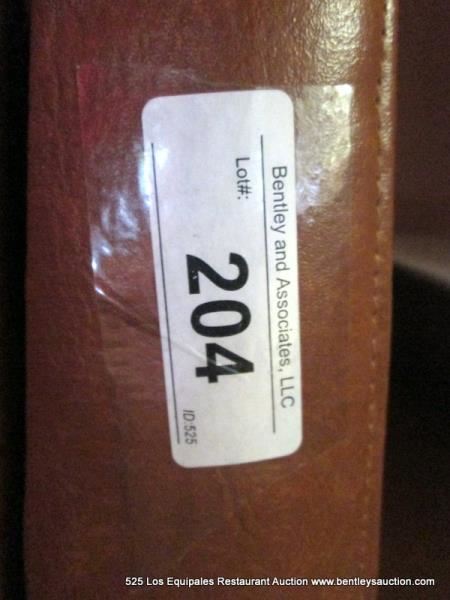 Bentley and Associates, LLC
Lot#:
204
ID:525
525 Los Equipales Restaurant Auction www.bentleysauction.com